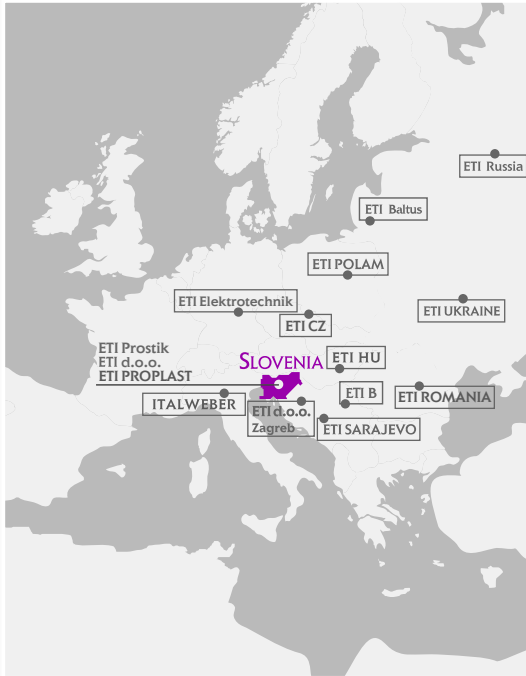 ETI Russia
ETI Baltus
ETI POLAM
ETI Elektrotechnik
ETI UKRAINE
ETI CZ
ETI Prostik
ETI d.o.o.
ETI PROPLAST
SLOVENIA
ETI HU
ITALWEBER
ETI B
ETI ROMANIA
ETI d.o.o.
Zagreb
ETI SARAJEVO